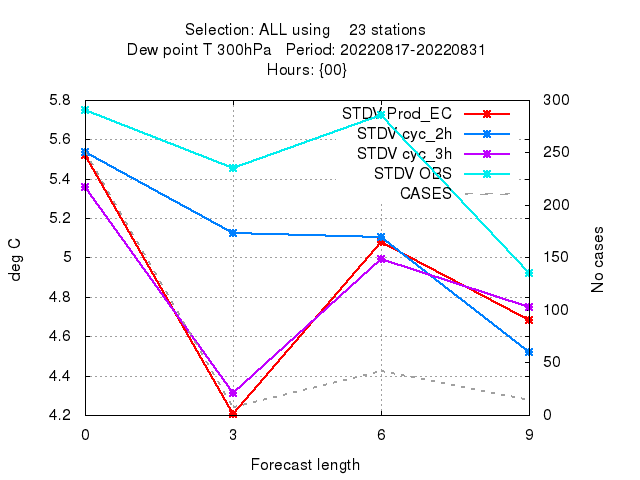 Selection: ALL using 23 stations
Dew point T 300hPa Period: 20220817-20220831
Hours: {00}
5.8
5.6
5.4
5.2
5
4.8
4.6
4.4
4.2
deg C
STDV Prod_EC
STDV cyc_2h
STDV cyc_3h
STDV OBS
CASES
300
250
200
150
100
50
0
No cases
0 3 6 9
Forecast length